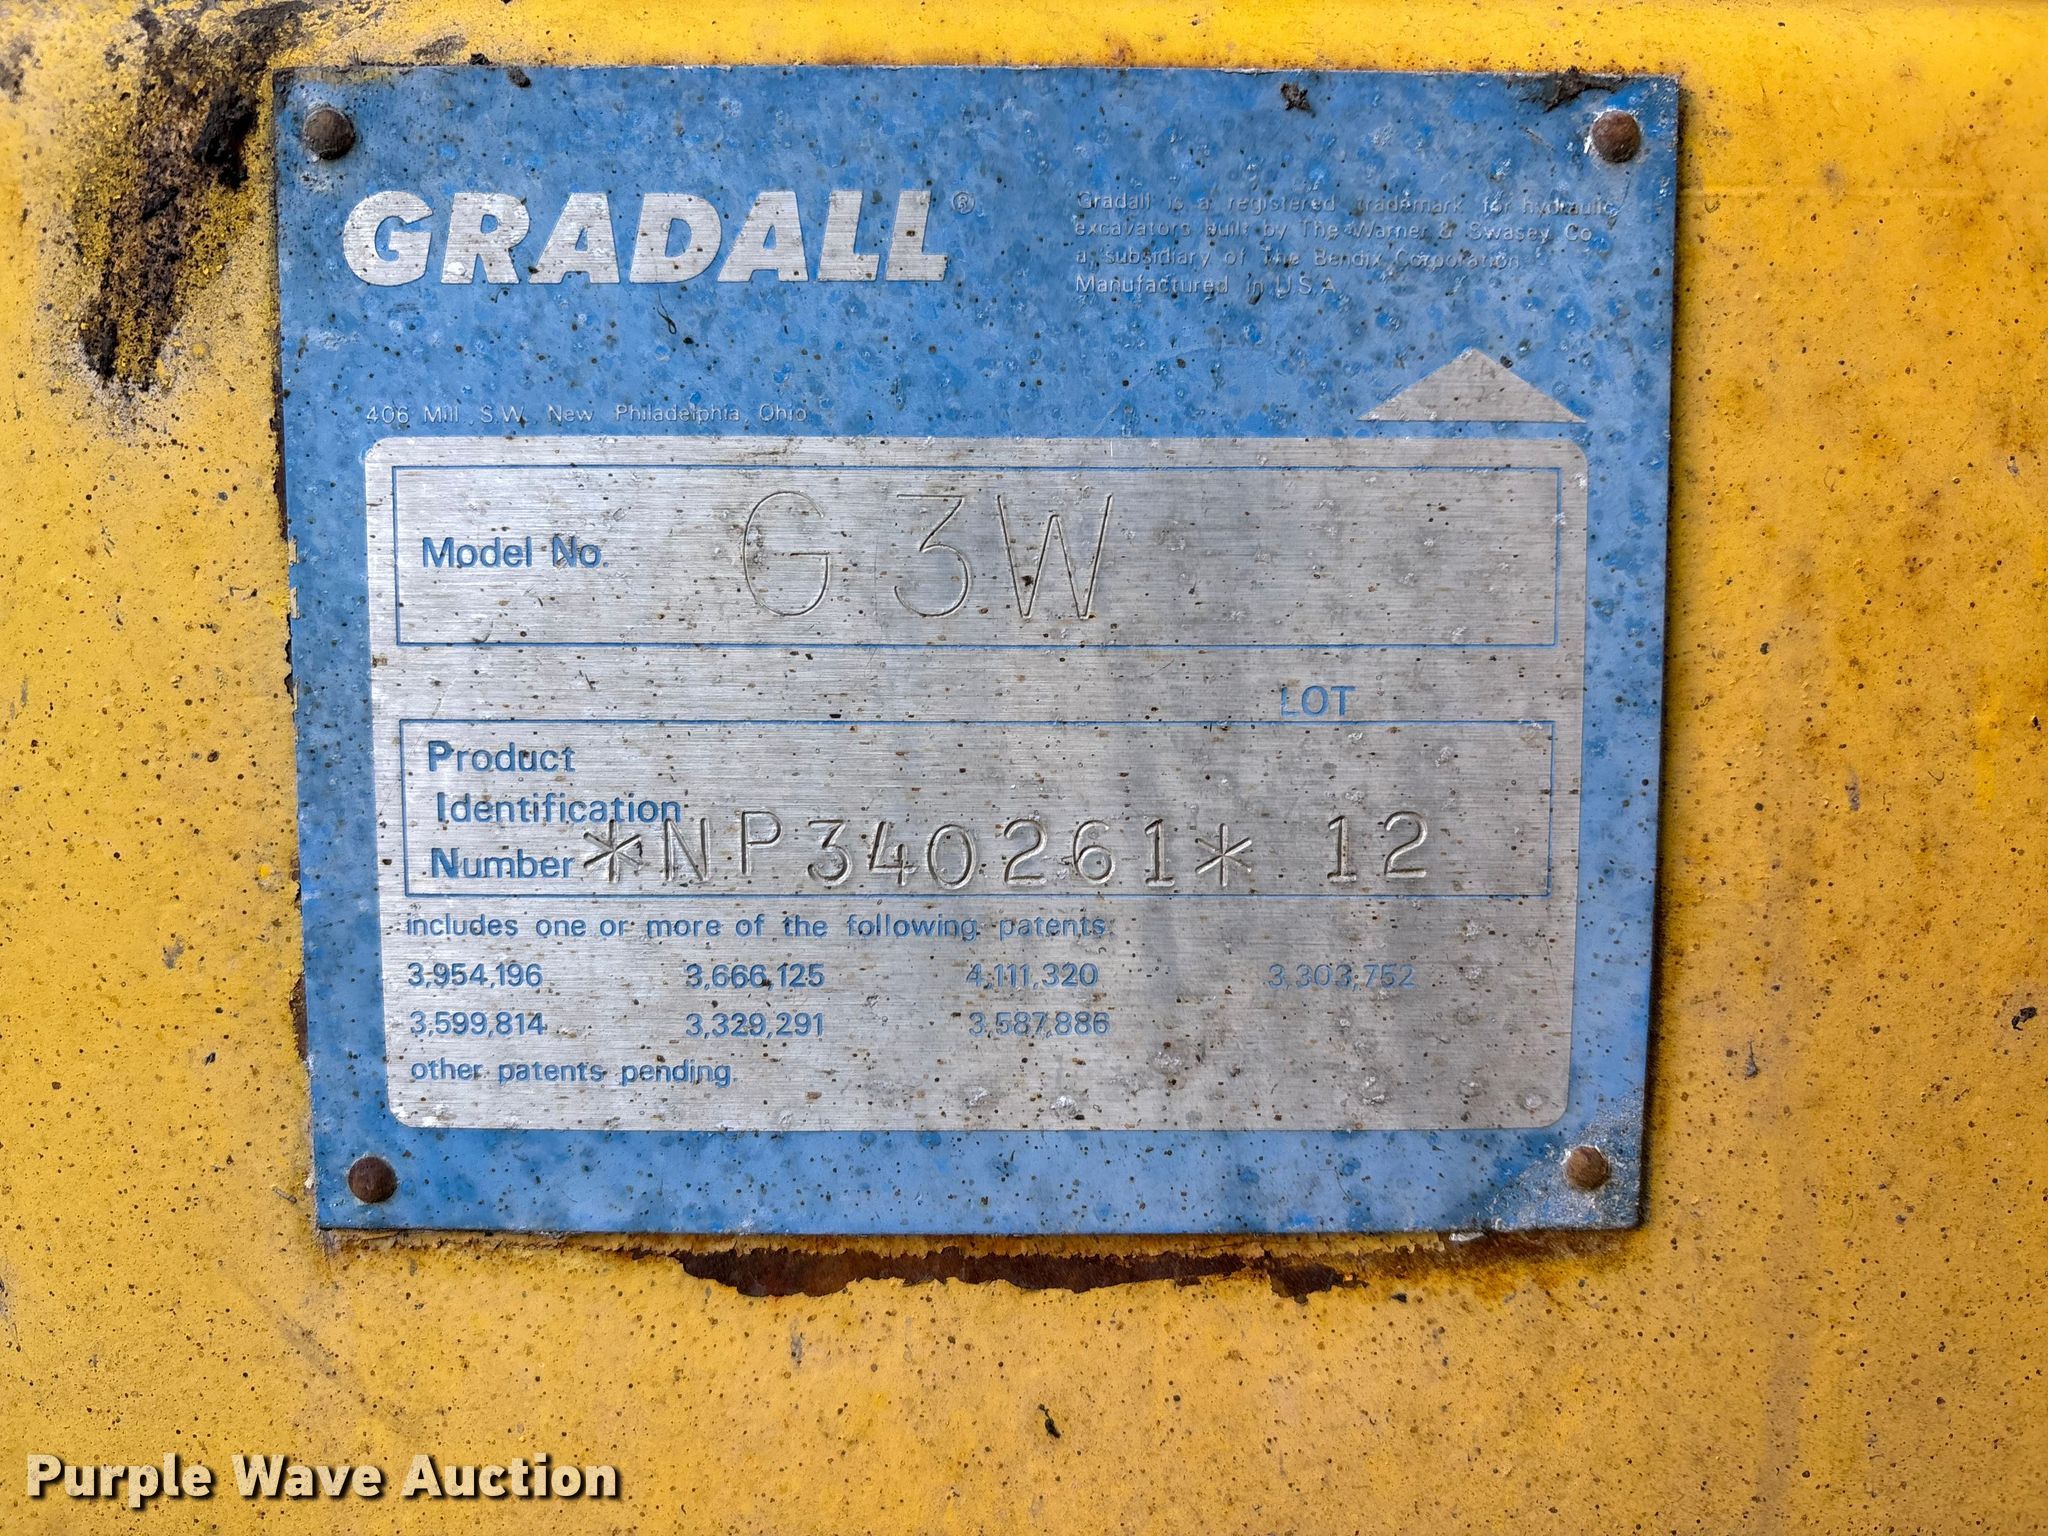 GRADALL®
Gradall is a registered trademark for hydraulic
excavators built by The Warner & Swasey Co.
a subsidiary of The Bendix Corporation
Manufactured in U.S.A.
406 Mill S.W. New Philadelphia, Ohio
Model No. G 3W
LOT
Product
Identification
Number *NP340261* 12
includes one or more of the following patents:
3,954,196 3,666,125 4,111,320 3,303,752
3,599,814 3,329,291 3,587,886
other patents pending.
Purple Wave Auction